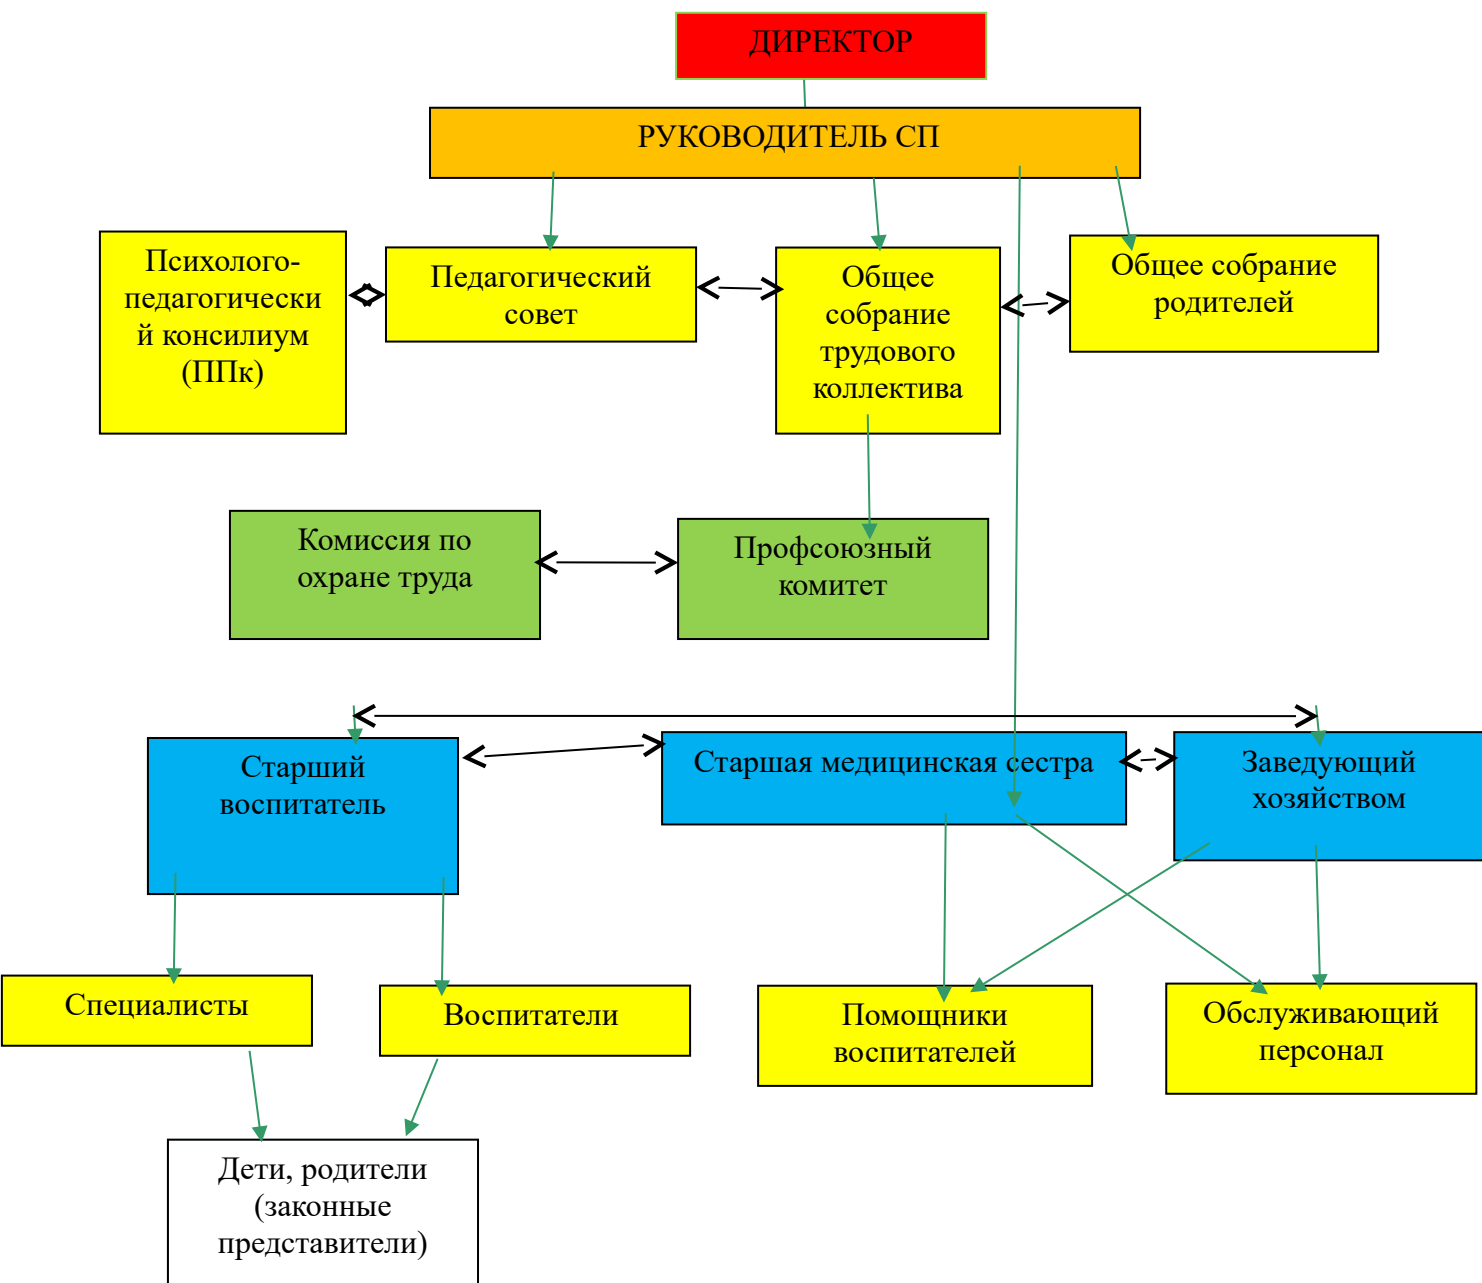 ДИРЕКТОР
РУКОВОДИТЕЛЬ СП
Психолого-
педагогически
й консилиум
(ППк)
Педагогический
совет
Общее
собрание
трудового
коллектива
Общее собрание
родителей
Комиссия по
охране труда
Профсоюзный
комитет
Старший
воспитатель
Старшая медицинская сестра
Заведующий
хозяйством
Специалисты
Воспитатели
Помощники
воспитателей
Обслуживающий
персонал
Дети, родители
(законные
представители)